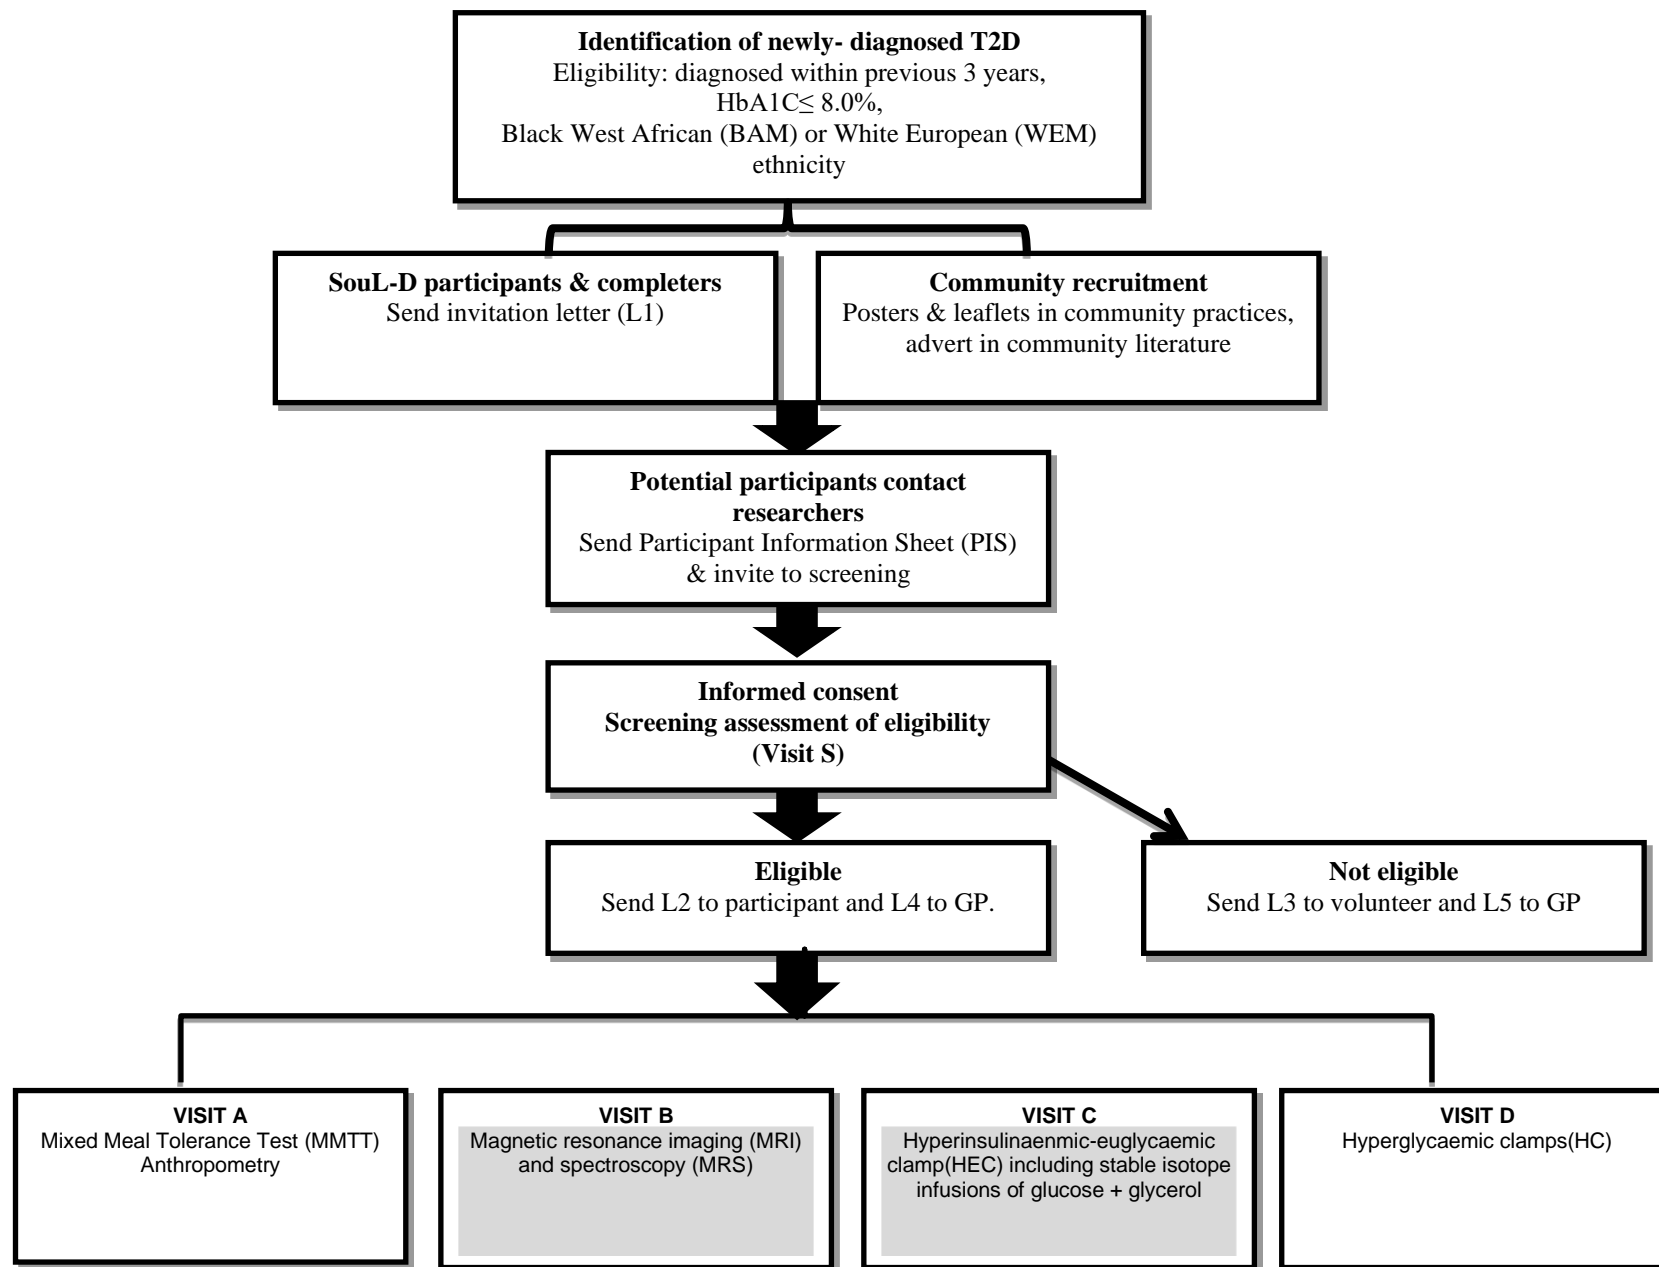 Identification of newly- diagnosed T2D
Eligibility: diagnosed within previous 3 years,
HbA1C≤ 8.0%,
Black West African (BAM) or White European (WEM)
ethnicity
SouL-D participants & completers
Send invitation letter (L1)
Community recruitment
Posters & leaflets in community practices,
advert in community literature
Potential participants contact
researchers
Send Participant Information Sheet (PIS)
& invite to screening
Informed consent
Screening assessment of eligibility
(Visit S)
Eligible
Send L2 to participant and L4 to GP.
Not eligible
Send L3 to volunteer and L5 to GP
VISIT A
Mixed Meal Tolerance Test (MMTT)
Anthropometry
VISIT B
Magnetic resonance imaging (MRI)
and spectroscopy (MRS)
VISIT C
Hyperinsulinaenmic-euglycaemic
clamp(HEC) including stable isotope
infusions of glucose + glycerol
VISIT D
Hyperglycaemic clamps(HC)